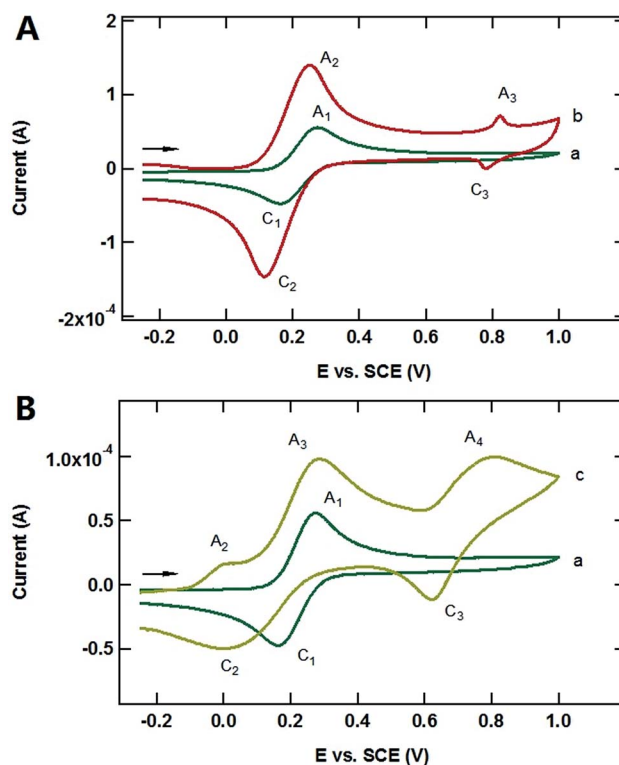 A
2
A₂
A₃
1
A₁
b
a
0
Current (A)
C₁
C₃
-1
C₂
-2x10⁻⁴
-0.2 0.0 0.2 0.4 0.6 0.8 1.0
E vs. SCE (V)
B
A₃
A₄
1.0x10⁻⁴
c
A₁
0.5
A₂
a
Current (A)
0.0
C₃
-0.5
C₂
C₁
-0.2 0.0 0.2 0.4 0.6 0.8 1.0
E vs. SCE (V)